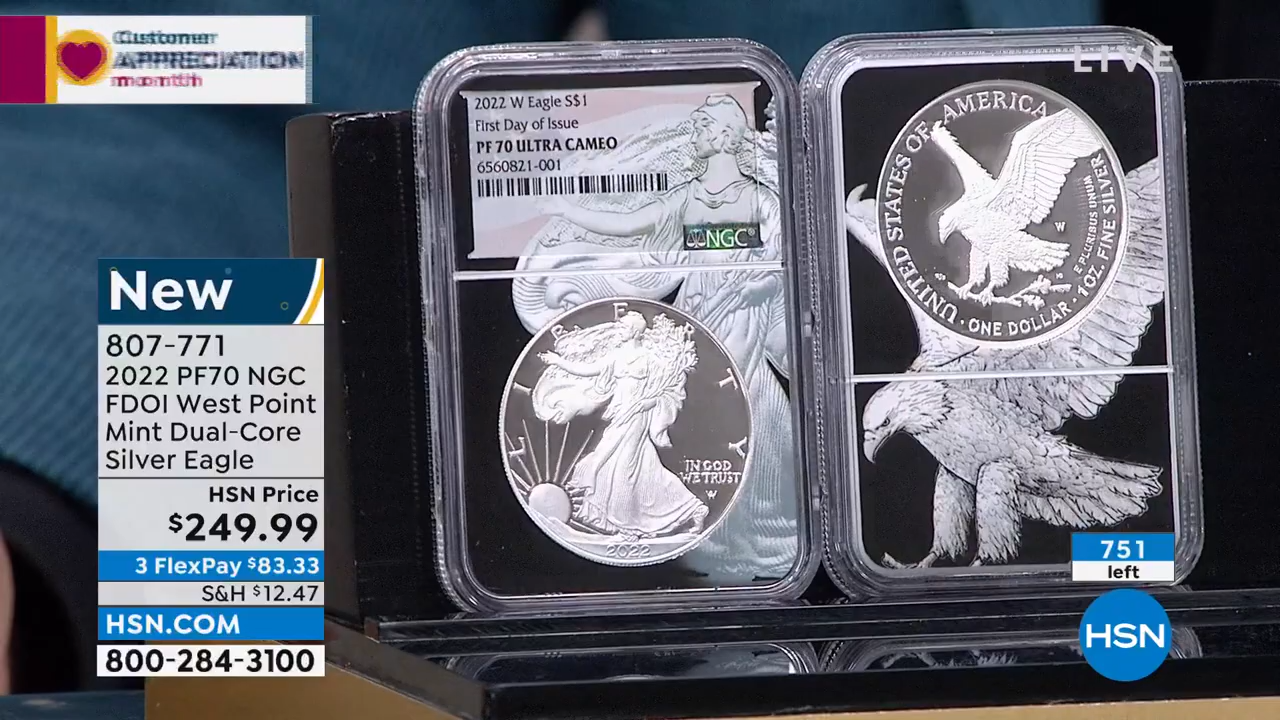 Customer
APPRECIATION
month
LIVE
2022 W Eagle S$1
First Day of Issue
PF 70 ULTRA CAMEO
6560821-001
NGC
LIBERTY
IN GOD
WE TRUST
W
2022
UNITED STATES OF AMERICA
E PLURIBUS UNUM
W
1 OZ. FINE SILVER · ONE DOLLAR ·
New
807-771
2022 PF70 NGC
FDOI West Point
Mint Dual-Core
Silver Eagle
HSN Price
$249.99
3 FlexPay $83.33
S&H $12.47
HSN.COM
800-284-3100
751
left
HSN